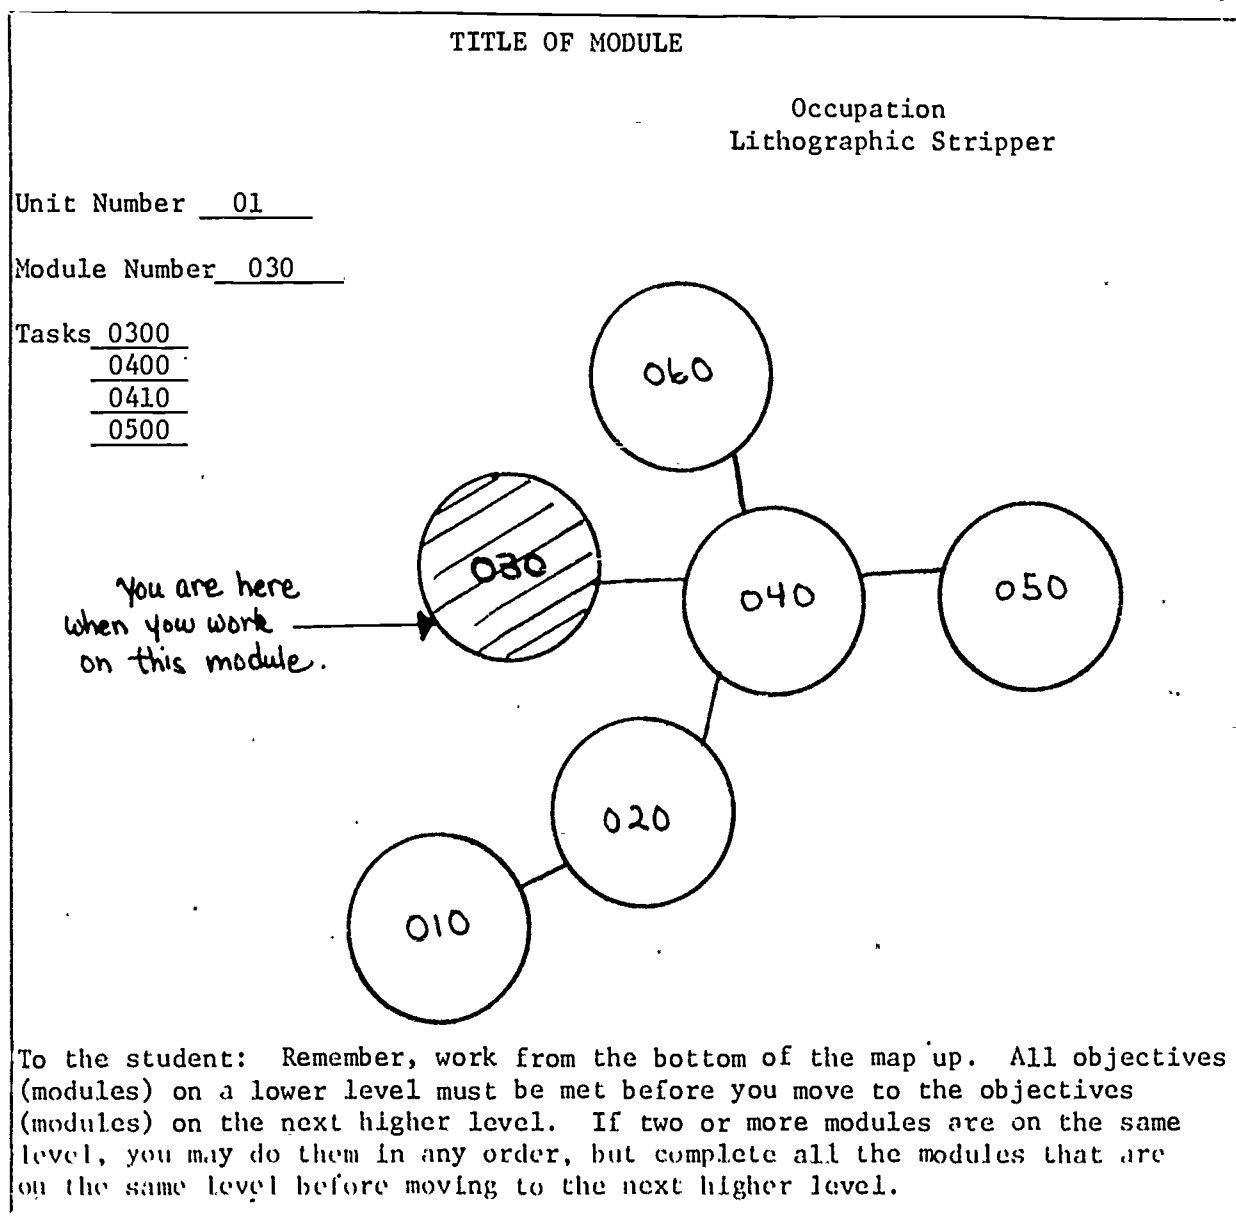 TITLE OF MODULE
Occupation
Lithographic Stripper
Unit Number 01
Module Number 030
Tasks 0300
0400
0410
0500
060
030
040
050
You are here
when you work
on this module.
020
010
To the student: Remember, work from the bottom of the map up. All objectives
(modules) on a lower level must be met before you move to the objectives
(modules) on the next higher level. If two or more modules are on the same
level, you may do them in any order, but complete all the modules that are
on the same level before moving to the next higher level.